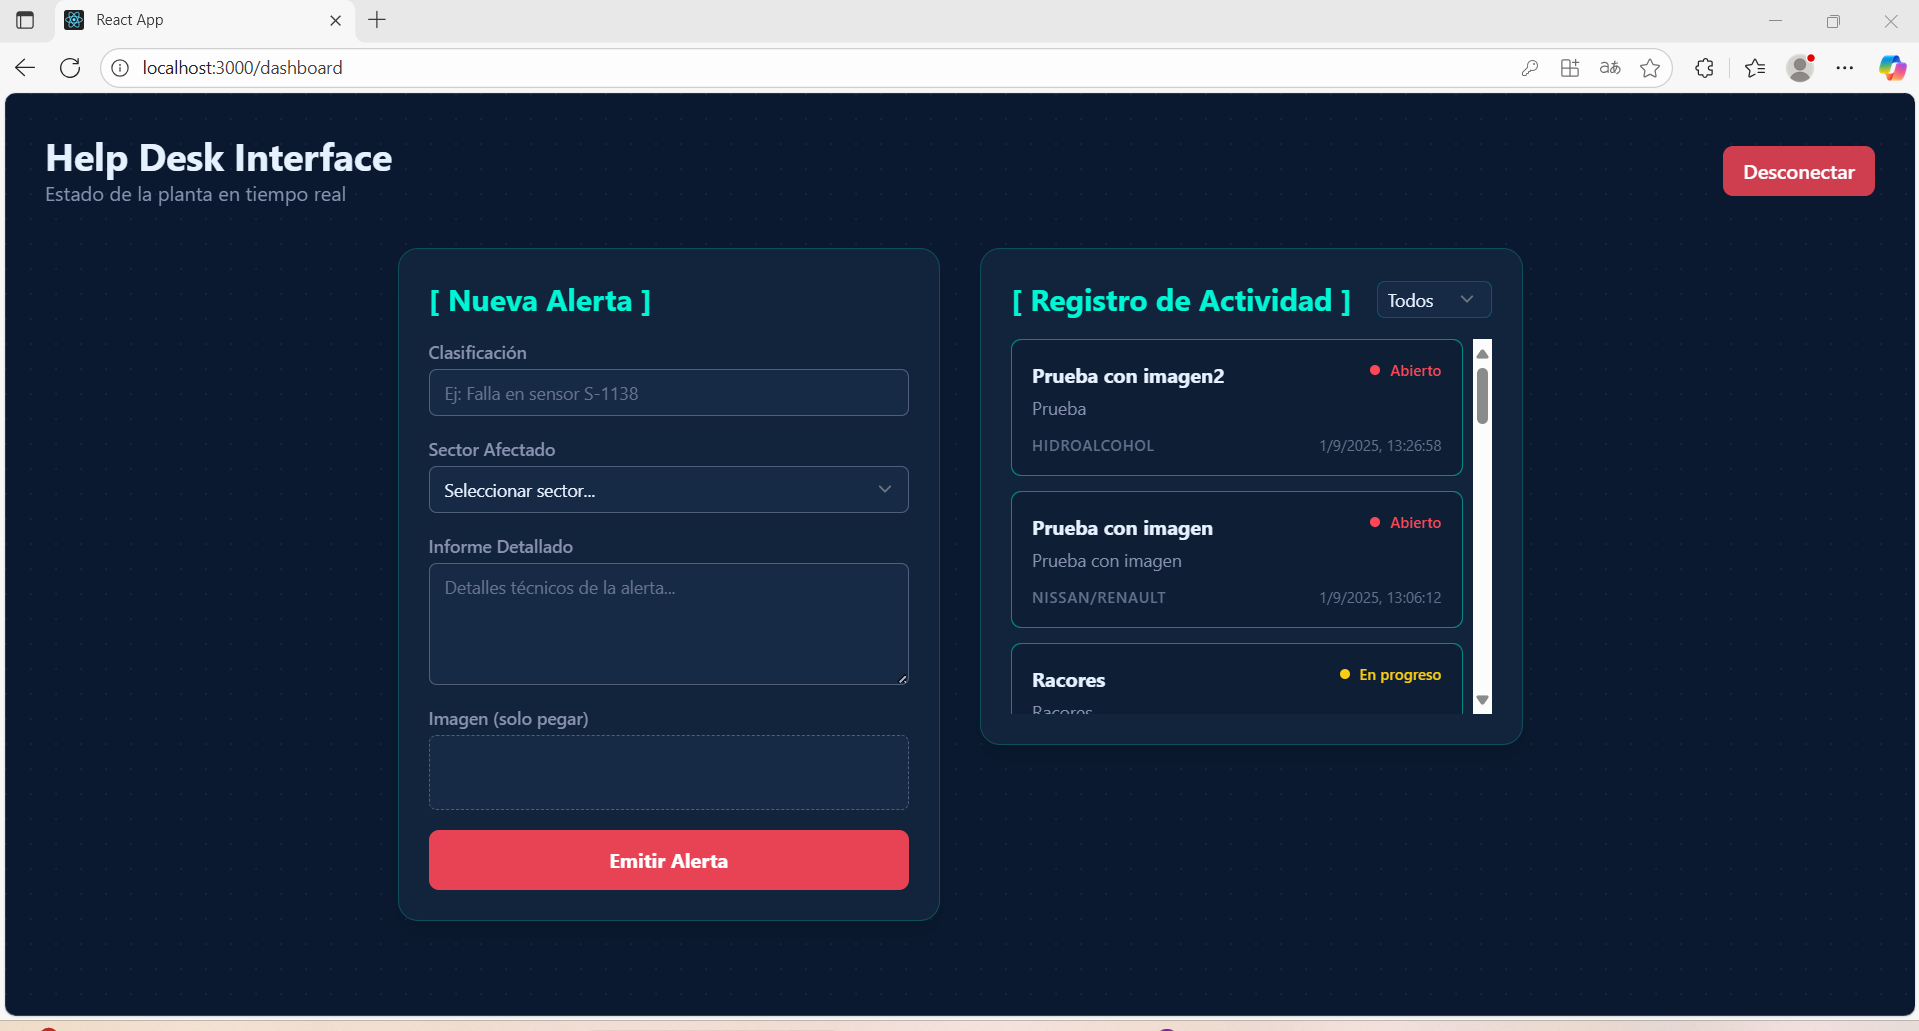 React App
localhost:3000/dashboard
Help Desk Interface
Estado de la planta en tiempo real
Desconectar
[ Nueva Alerta ]
Clasificación
Ej: Falla en sensor S-1138
Sector Afectado
Seleccionar sector...
Informe Detallado
Detalles técnicos de la alerta...
Imagen (solo pegar)
Emitir Alerta
[ Registro de Actividad ]
Todos
Prueba con imagen2
Abierto
Prueba
HIDROALCOHOL
1/9/2025, 13:26:58
Prueba con imagen
Abierto
Prueba con imagen
NISSAN/RENAULT
1/9/2025, 13:06:12
Racores
En progreso
Racores